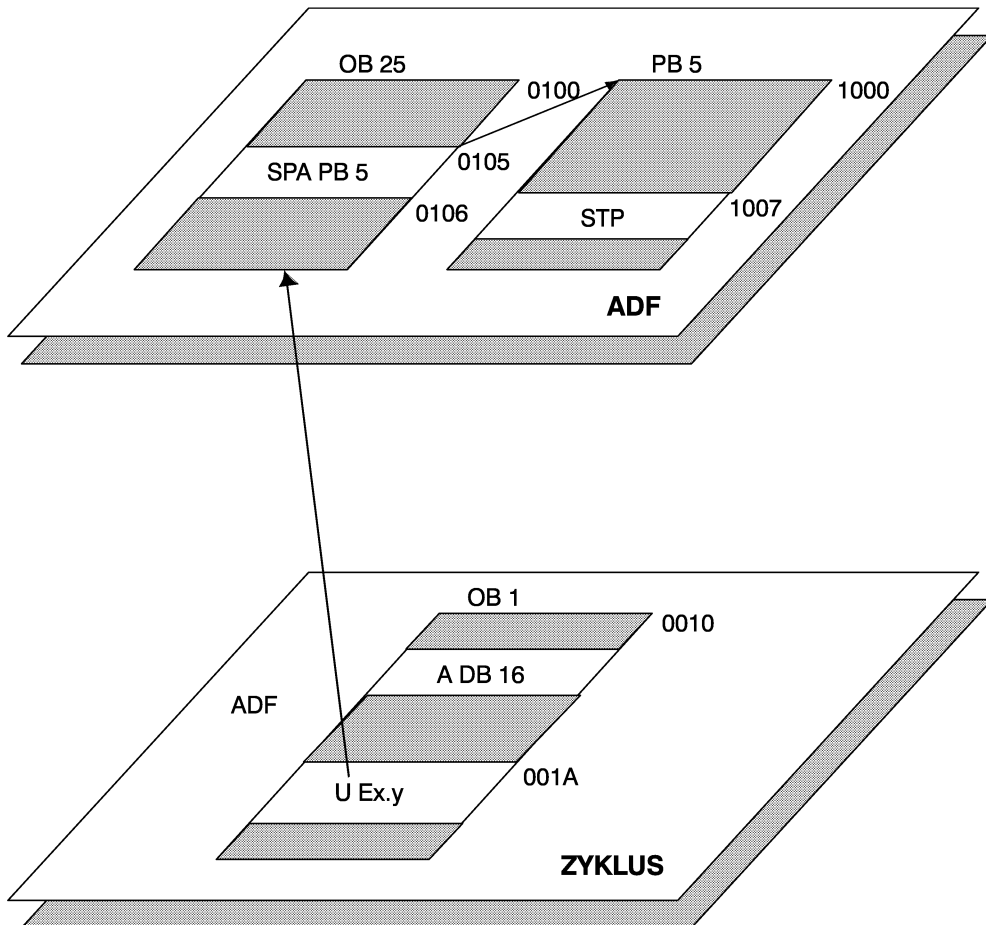 OB 25
PB 5
0100
1000
SPA PB 5
0105
0106
STP
1007
ADF
OB 1
0010
A DB 16
ADF
001A
U Ex.y
ZYKLUS